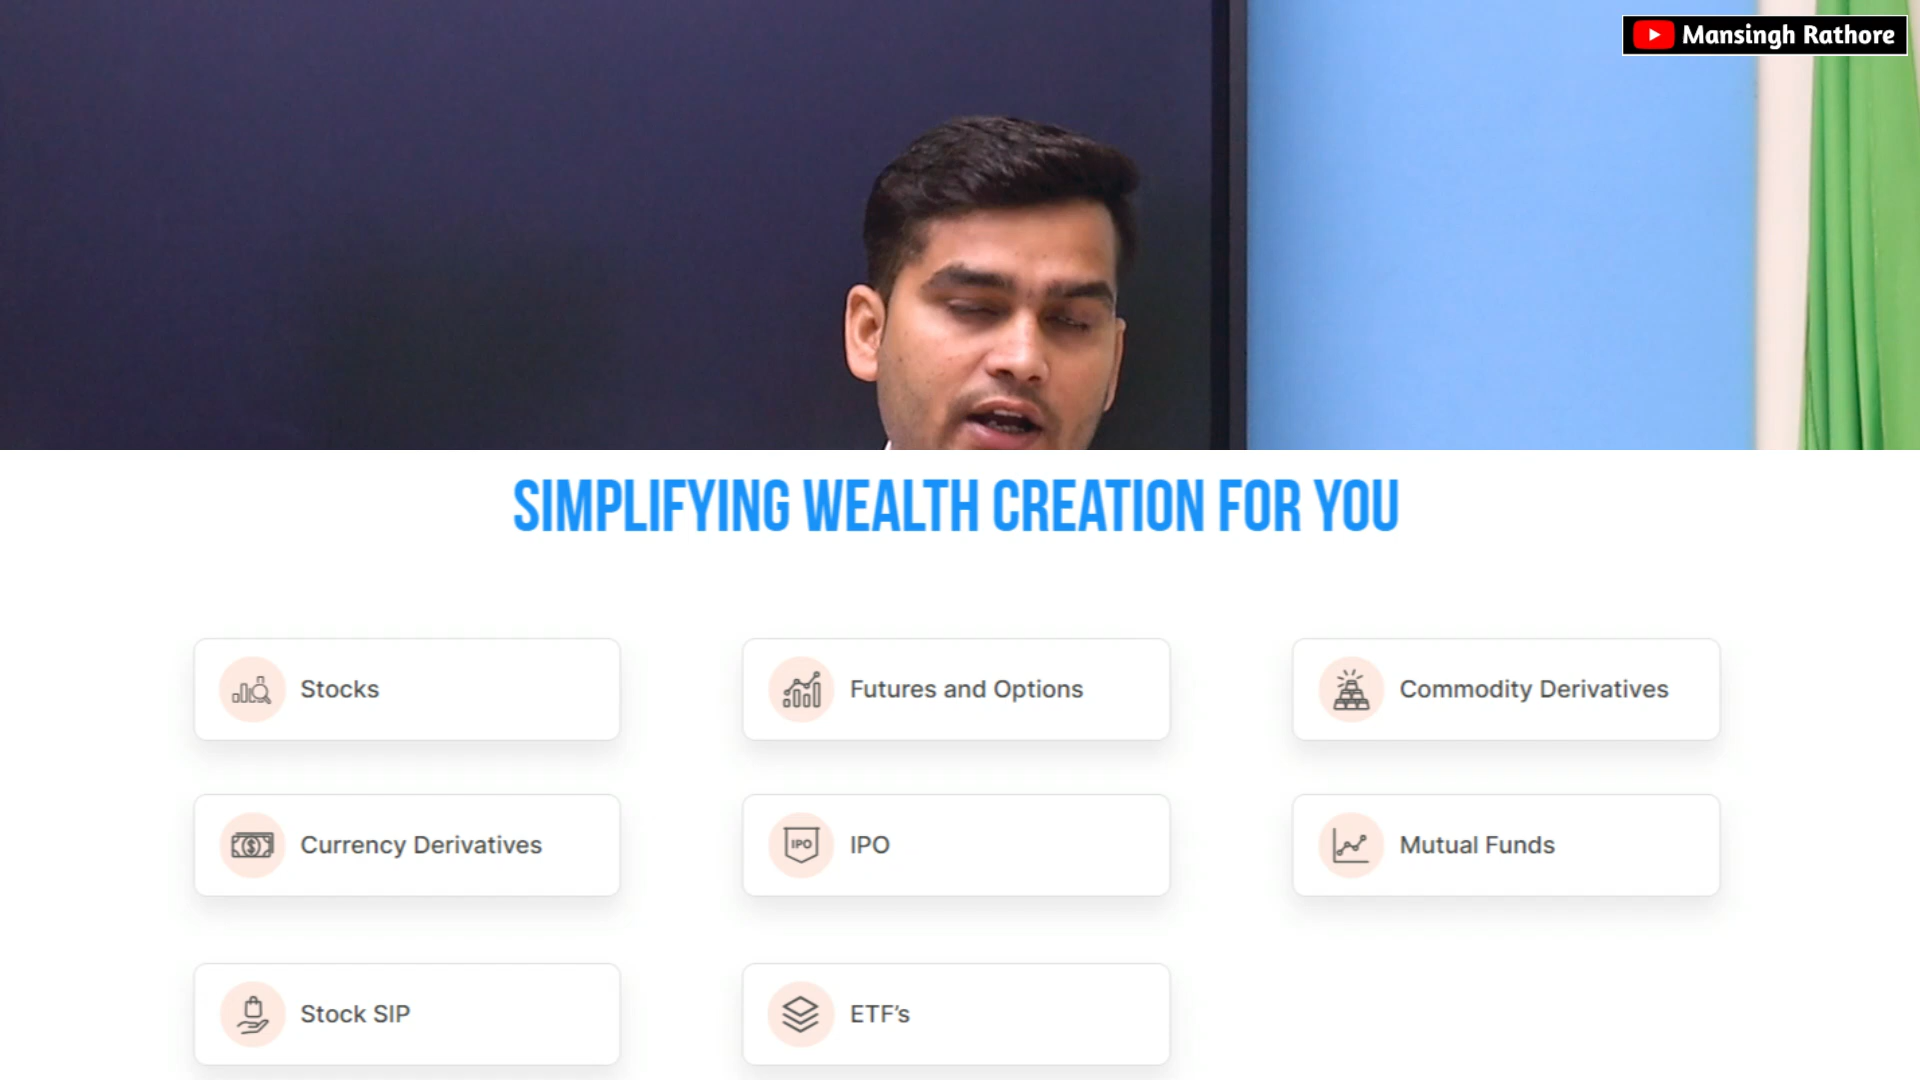 Mansingh Rathore
SIMPLIFYING WEALTH CREATION FOR YOU
Stocks
Futures and Options
Commodity Derivatives
Currency Derivatives
IPO
IPO
Mutual Funds
Stock SIP
ETF's